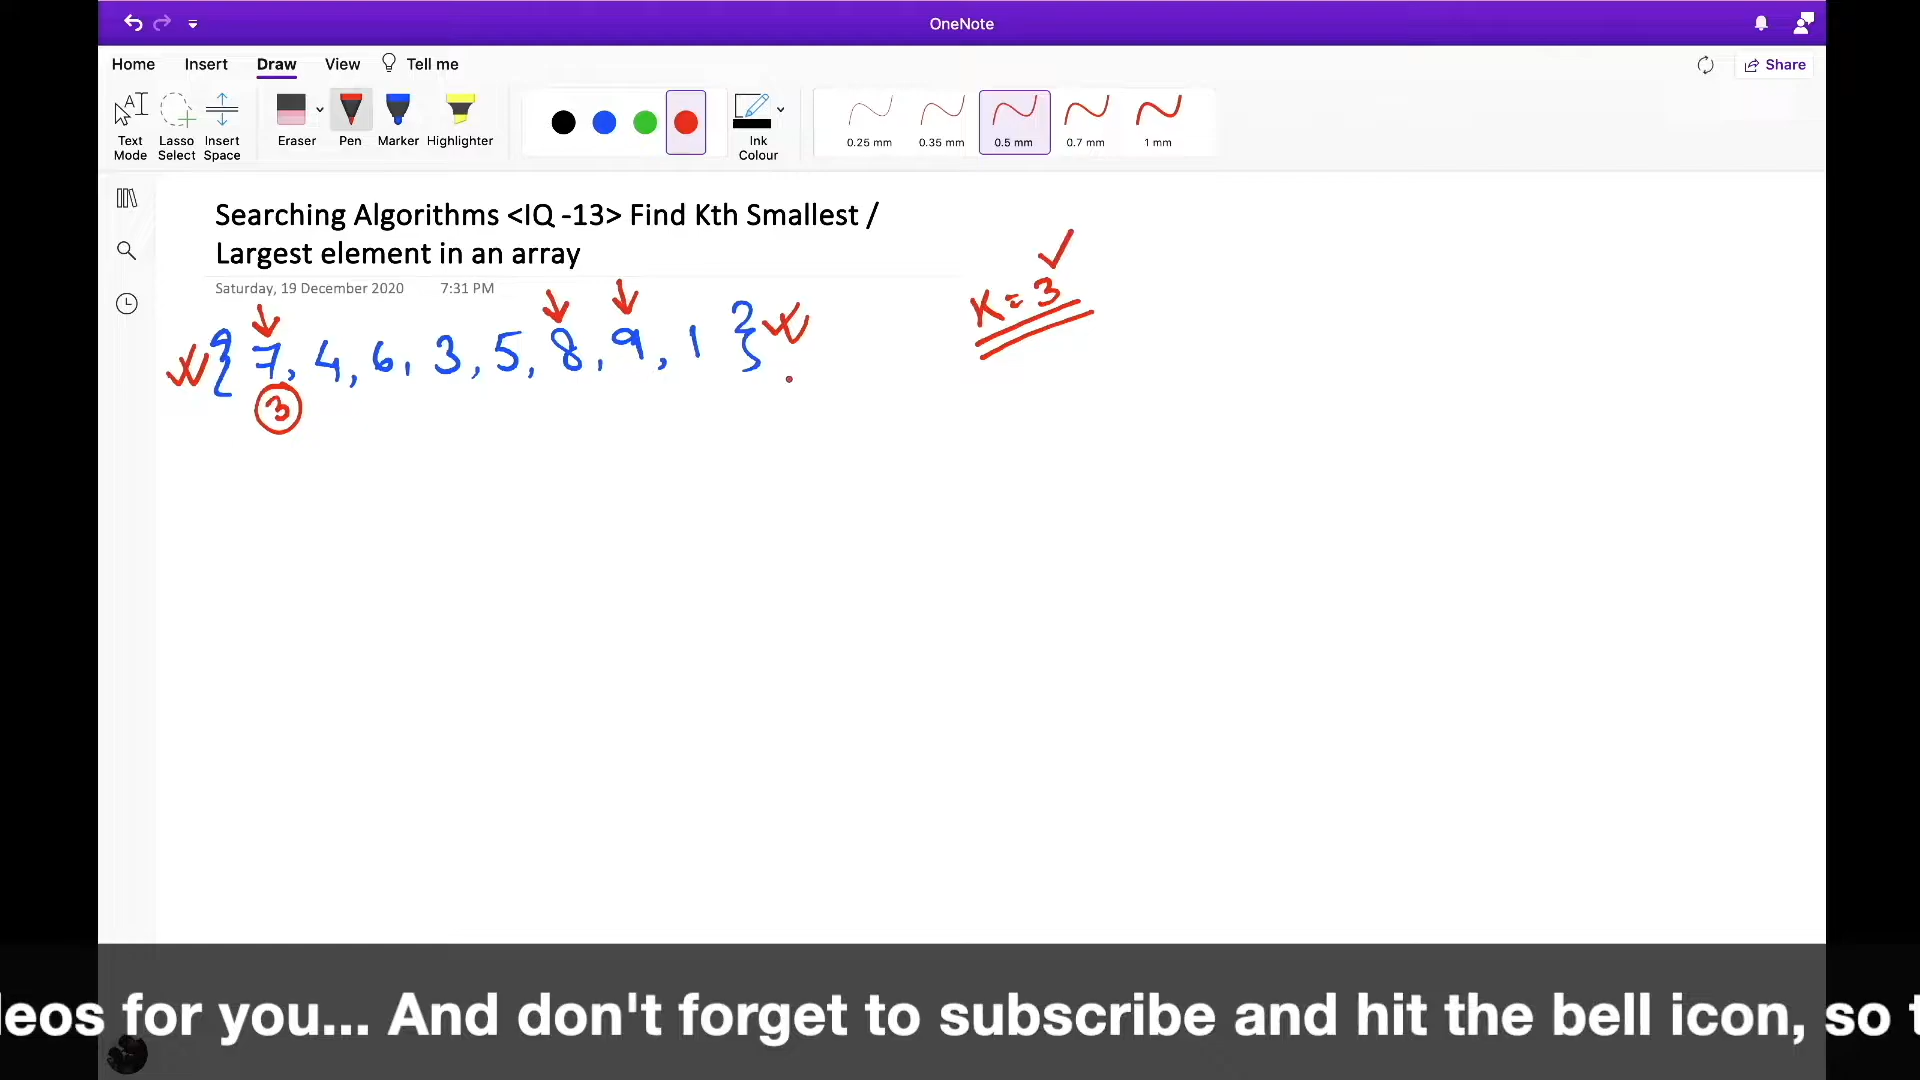 OneNote
Home Insert Draw View Tell me
Share
Text Mode
Lasso Select
Insert Space
Eraser
Pen
Marker
Highlighter
Ink Colour
0.25 mm
0.35 mm
0.5 mm
0.7 mm
1 mm
Searching Algorithms <IQ -13> Find Kth Smallest /
Largest element in an array
Saturday, 19 December 2020 7:31 PM
K = 3
{ 7, 4, 6, 3, 5, 8, 9, 1 }
3
deos for you... And don't forget to subscribe and hit the bell icon, so t